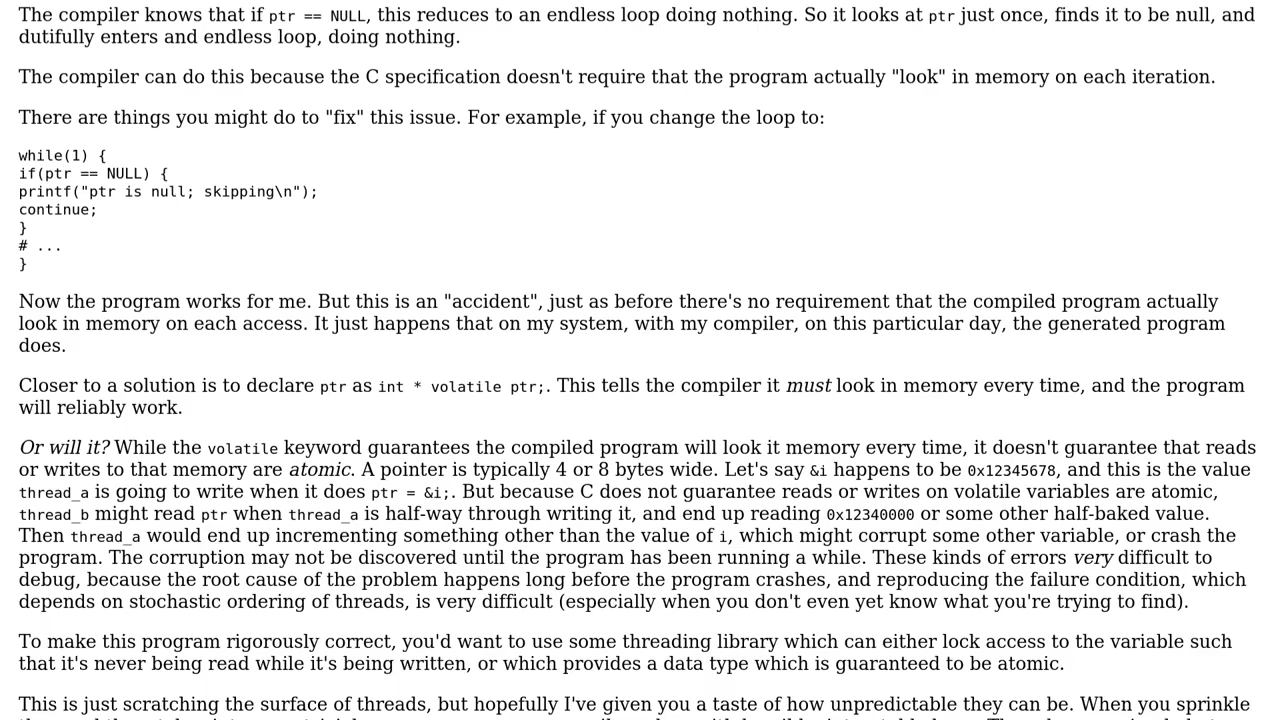 The compiler knows that if ptr == NULL, this reduces to an endless loop doing nothing. So it looks at ptr just once, finds it to be null, and
dutifully enters and endless loop, doing nothing.
The compiler can do this because the C specification doesn't require that the program actually "look" in memory on each iteration.
There are things you might do to "fix" this issue. For example, if you change the loop to:
while(1) {
if(ptr == NULL) {
printf("ptr is null; skipping\n");
continue;
}
# ...
}
Now the program works for me. But this is an "accident", just as before there's no requirement that the compiled program actually
look in memory on each access. It just happens that on my system, with my compiler, on this particular day, the generated program
does.
Closer to a solution is to declare ptr as int * volatile ptr;. This tells the compiler it must look in memory every time, and the program
will reliably work.
Or will it? While the volatile keyword guarantees the compiled program will look it memory every time, it doesn't guarantee that reads
or writes to that memory are atomic. A pointer is typically 4 or 8 bytes wide. Let's say &i happens to be 0x12345678, and this is the value
thread_a is going to write when it does ptr = &i;. But because C does not guarantee reads or writes on volatile variables are atomic,
thread_b might read ptr when thread_a is half-way through writing it, and end up reading 0x12340000 or some other half-baked value.
Then thread_a would end up incrementing something other than the value of i, which might corrupt some other variable, or crash the
program. The corruption may not be discovered until the program has been running a while. These kinds of errors very difficult to
debug, because the root cause of the problem happens long before the program crashes, and reproducing the failure condition, which
depends on stochastic ordering of threads, is very difficult (especially when you don't even yet know what you're trying to find).
To make this program rigorously correct, you'd want to use some threading library which can either lock access to the variable such
that it's never being read while it's being written, or which provides a data type which is guaranteed to be atomic.
This is just scratching the surface of threads, but hopefully I've given you a taste of how unpredictable they can be. When you sprinkle